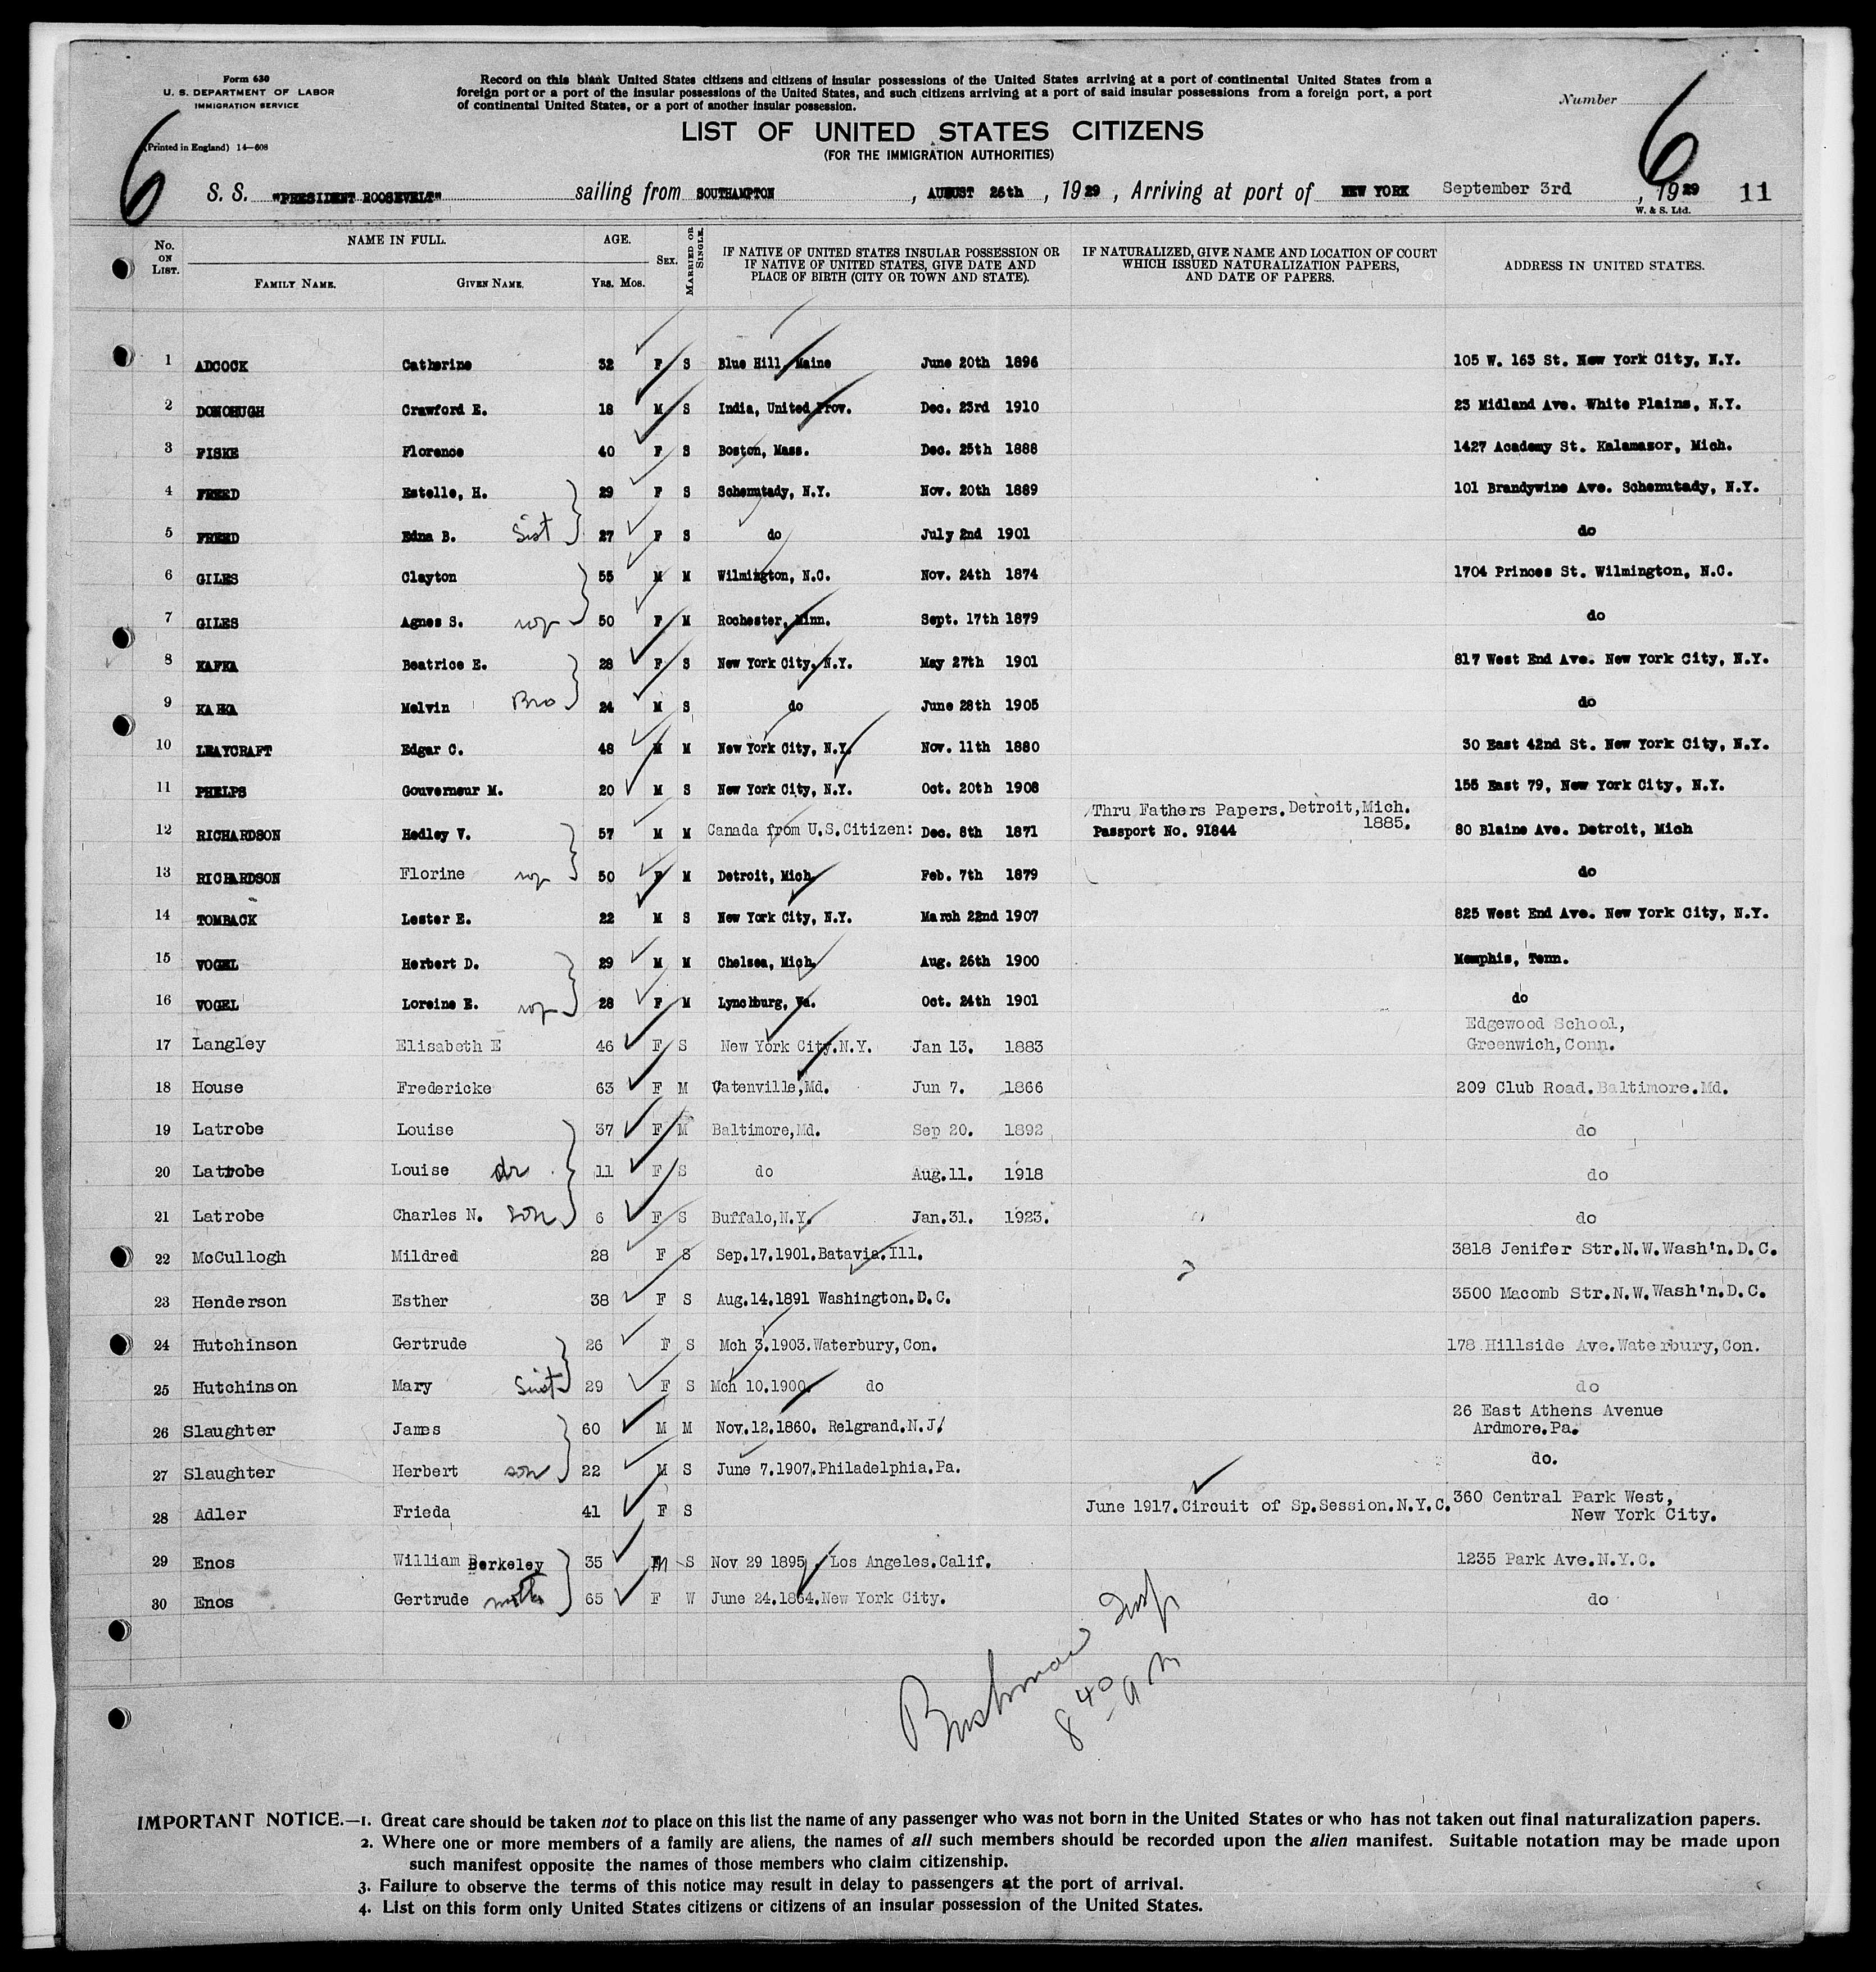 Form 630
U. S. DEPARTMENT OF LABOR
IMMIGRATION SERVICE
(Printed in England) 14—608
Record on this blank United States citizens and citizens of insular possessions of the United States arriving at a port of continental United States from a
foreign port or a port of the insular possessions of the United States, and such citizens arriving at a port of said insular possessions from a foreign port, a port
of continental United States, or a port of another insular possession.
Number
6 6
LIST OF UNITED STATES CITIZENS
(FOR THE IMMIGRATION AUTHORITIES)
S. S. "PRESIDENT ROOSEVELT" sailing from SOUTHAMPTON , AUGUST 26th , 1929 , Arriving at port of NEW YORK September 3rd , 1929 11
W. & S. Ltd.
No. ON LIST. NAME IN FULL. FAMILY NAME. GIVEN NAME. AGE. Yrs. Mos. SEX. MARRIED OR SINGLE. IF NATIVE OF UNITED STATES INSULAR POSSESSION OR IF NATIVE OF UNITED STATES, GIVE DATE AND PLACE OF BIRTH (CITY OR TOWN AND STATE). IF NATURALIZED, GIVE NAME AND LOCATION OF COURT WHICH ISSUED NATURALIZATION PAPERS, AND DATE OF PAPERS. ADDRESS IN UNITED STATES.
1 ADCOCK Catherine 32 F S Blue Hill, Maine June 20th 1896 105 W. 163 St. New York City, N.Y.
2 DONOHUGH Crawford E. 18 M S India, United Prov. Dec. 23rd 1910 23 Midland Ave. White Plains, N.Y.
3 FISKE Florence 40 F S Boston, Mass. Dec. 25th 1888 1427 Academy St. Kalamazor, Mich.
4 FREED Estelle, H. 29 F S Schenutady, N.Y. Nov. 20th 1889 101 Brandywine Ave. Schenutady, N.Y.
5 FREED Edna B. Sist 27 F S do July 2nd 1901 do
6 GILES Clayton 55 M M Wilmington, N.C. Nov. 24th 1874 1704 Princes St. Wilmington, N.C.
7 GILES Agnes S. wf 50 F M Rochester, Minn. Sept. 17th 1879 do
8 KAFKA Beatrice E. 28 F S New York City, N.Y. May 27th 1901 817 West End Ave. New York City, N.Y.
9 KAFKA Melvin Bro 24 M S do June 28th 1905 do
10 LEAYCRAFT Edgar C. 48 M M New York City, N.Y. Nov. 11th 1880 30 East 42nd St. New York City, N.Y.
11 PHELPS Gouverneur M. 20 M S New York City, N.Y. Oct. 20th 1908 155 East 79, New York City, N.Y.
Thru Fathers Papers. Detroit, Mich. 1885.
12 RICHARDSON Hedley V. 57 M M Canada from U.S.Citizen: Dec. 8th 1871 Passport No. 91844 80 Blaine Ave. Detroit, Mich
13 RICHARDSON Florine wf 50 F M Detroit, Mich. Feb. 7th 1879 do
14 TOMBACK Lester E. 22 M S New York City, N.Y. March 22nd 1907 825 West End Ave. New York City, N.Y.
15 VOGEL Herbert D. 29 M M Chelsea, Mich. Aug. 26th 1900 Memphis, Tenn.
16 VOGEL Loreine E. wf 28 F M Lynchburg, Va. Oct. 24th 1901 do
17 Langley Elisabeth E 46 F S New York City.N.Y. Jan 13. 1883 Edgewood School, Greenwich, Conn.
18 House Fredericke 63 F M Catenville, Md. Jun 7. 1866 209 Club Road. Baltimore. Md.
19 Latrobe Louise 37 F M Baltimore, Md. Sep 20. 1892 do
20 Latrobe Louise dr 11 F S do Aug.11. 1918 do
21 Latrobe Charles N. son 6 F S Buffalo, N.Y. Jan.31. 1923. do
22 McCullogh Mildred 28 F S Sep.17.1901.Batavia.Ill. 3818 Jenifer Str.N.W.Wash'n.D.C.
23 Henderson Esther 38 F S Aug.14.1891 Washington.D.C. 3500 Macomb Str.N.W.Wash'n.D.C.
24 Hutchinson Gertrude 26 F S Mch 3.1903.Waterbury, Con. 178 Hillside Ave.Waterbury, Con.
25 Hutchinson Mary Sist 29 F S Mch 10.1900. do do
26 Slaughter James 60 M M Nov.12.1860. Relgrand.N.J. 26 East Athens Avenue Ardmore.Pa.
27 Slaughter Herbert son 22 M S June 7.1907.Philadelphia.Pa. do.
28 Adler Frieda 41 F S June 1917.Circuit of Sp.Session.N.Y.C. 360 Central Park West, New York City.
29 Enos William Berkeley 35 M S Nov 29 1895. Los Angeles.Calif. 1235 Park Ave.N.Y.C.
30 Enos Gertrude moth 65 F W June 24.1864.New York City. do
Insp
8 40 am
IMPORTANT NOTICE.—1. Great care should be taken not to place on this list the name of any passenger who was not born in the United States or who has not taken out final naturalization papers.
2. Where one or more members of a family are aliens, the names of all such members should be recorded upon the alien manifest. Suitable notation may be made upon
such manifest opposite the names of those members who claim citizenship.
3. Failure to observe the terms of this notice may result in delay to passengers at the port of arrival.
4. List on this form only United States citizens or citizens of an insular possession of the United States.